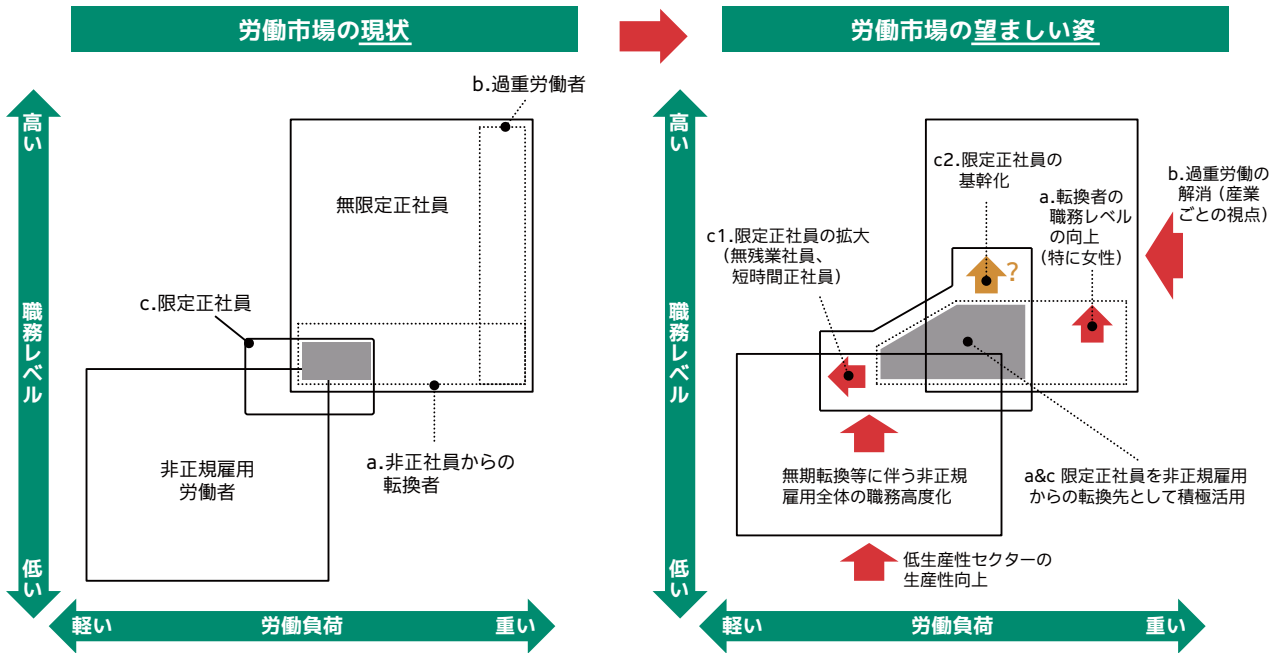 労働市場の現状
b.過重労働者
高い
職務レベル
低い
無限定正社員
c.限定正社員
非正規雇用
労働者
a.非正社員からの
転換者
軽い
労働負荷
重い
労働市場の望ましい姿
高い
職務レベル
低い
c2.限定正社員の
基幹化
b.過重労働の
解消（産業
ごとの視点）
a.転換者の
職務レベル
の向上
（特に女性）
c1.限定正社員の拡大
（無残業社員、
短時間正社員）
?
無期転換等に伴う非正規
雇用全体の職務高度化
a&c 限定正社員を非正規雇用
からの転換先として積極活用
低生産性セクターの
生産性向上
軽い
労働負荷
重い